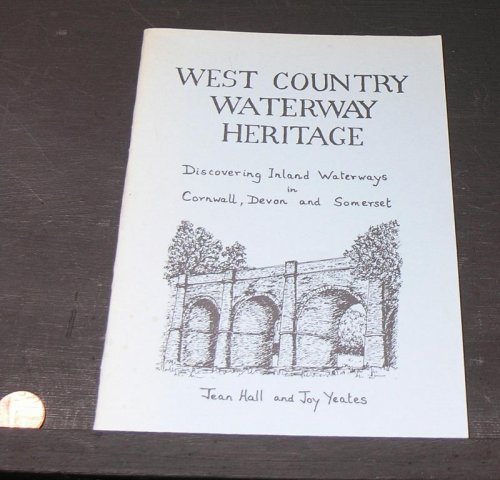 WEST COUNTRY
WATERWAY
HERITAGE
Discovering Inland Waterways
in
Cornwall, Devon and Somerset
Jean Hall and Joy Yeates